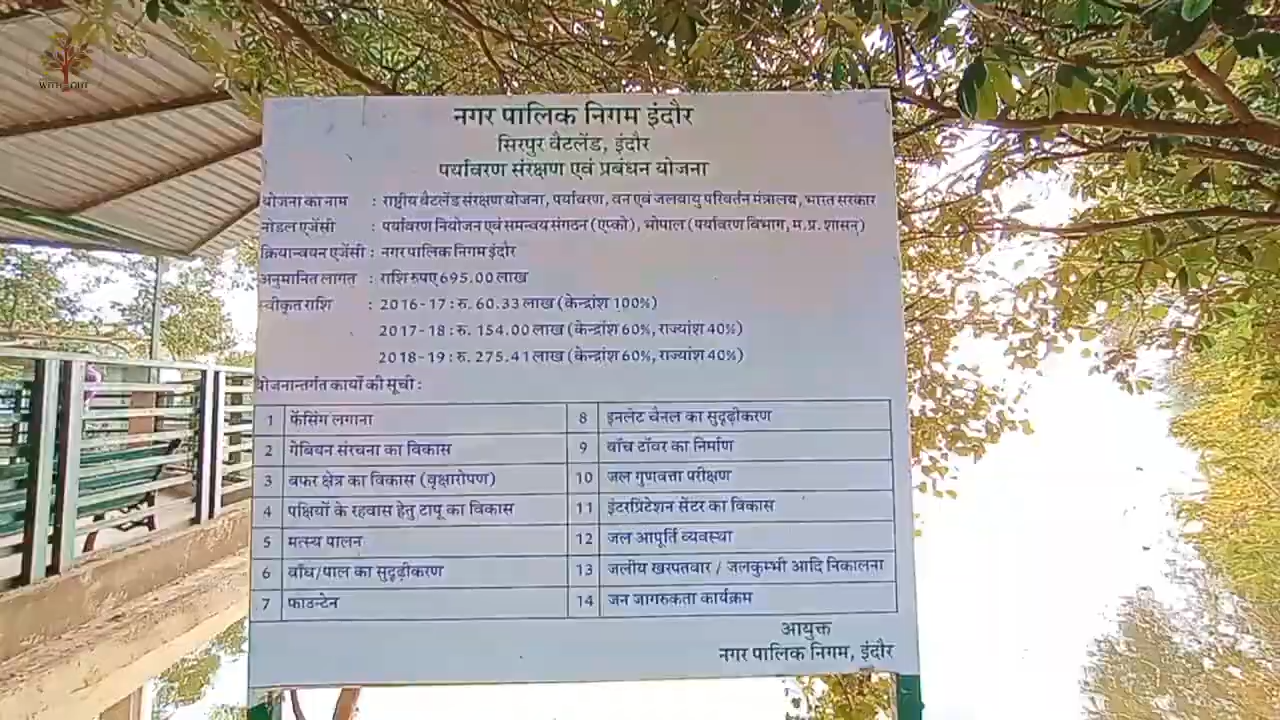 WITH GHT
नगर पालिक निगम इंदौर
सिरपुर वैटलेंड, इंदौर
पर्यावरण संरक्षण एवं प्रबंधन योजना
योजना का नाम : राष्ट्रीय वैटलेंड संरक्षण योजना, पर्यावरण, वन एवं जलवायु परिवर्तन मंत्रालय, भारत सरकार
नोडल एजेंसी : पर्यावरण नियोजन एवं समन्वय संगठन (एप्को), भोपाल (पर्यावरण विभाग, म.प्र. शासन्)
क्रियान्वयन एजेंसी : नगर पालिक निगम इंदौर
अनुमानित लागत : राशि रुपए 695.00 लाख
स्वीकृत राशि : 2016-17 : रु. 60.33 लाख (केन्द्रांश 100%)
2017-18 : रु. 154.00 लाख (केन्द्रांश 60%, राज्यांश 40%)
2018-19 : रु. 275.41 लाख (केन्द्रांश 60%, राज्यांश 40%)
योजनान्तर्गत कार्यों की सूची :
1 फेंसिंग लगाना
2 गेबियन संरचना का विकास
3 बफर क्षेत्र का विकास (वृक्षारोपण)
4 पक्षियों के रहवास हेतु टापू का विकास
5 मत्स्य पालन
6 बाँध/पाल का सुदृढ़ीकरण
7 फाउन्टेन
8 इनलेट चैनल का सुदृढ़ीकरण
9 वॉच टॉवर का निर्माण
10 जल गुणवत्ता परीक्षण
11 इंटरप्रिटेशन सेंटर का विकास
12 जल आपूर्ति व्यवस्था
13 जलीय खरपतवार / जलकुम्भी आदि निकालना
14 जन जागरुकता कार्यक्रम
आयुक्त
नगर पालिक निगम, इंदौर